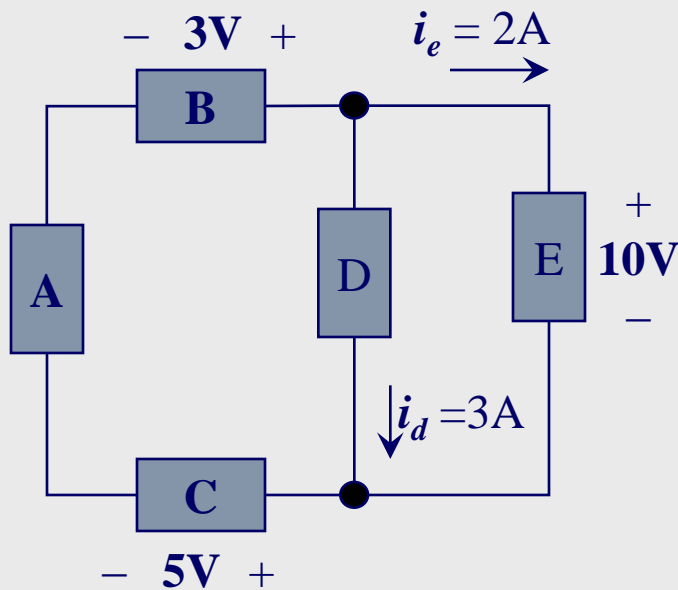 − 3V +
i_e = 2A
B
A
D
E
+
10V
−
i_d =3A
C
− 5V +